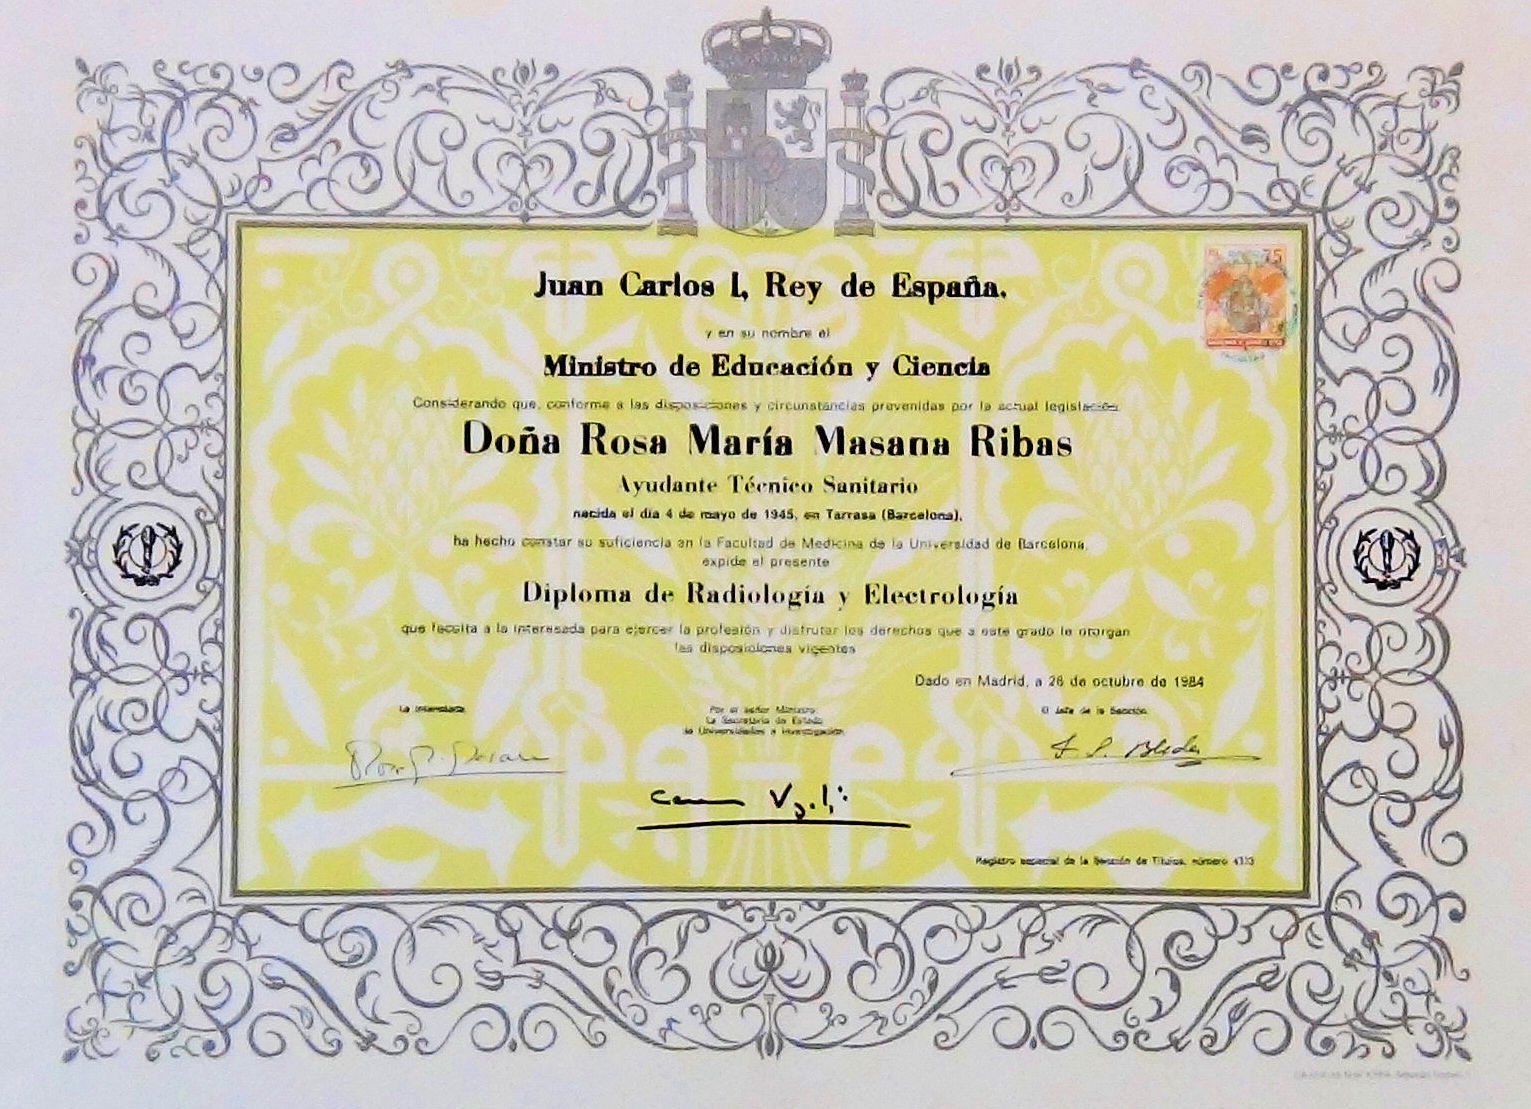 Juan Carlos I, Rey de España,
y en su nombre el
Ministro de Educación y Ciencia
Considerando que, conforme a las disposiciones y circunstancias prevenidas por la actual legislación,
Doña Rosa María Masana Ribas
Ayudante Técnico Sanitario
nacida el día 4 de mayo de 1945, en Tarrasa (Barcelona),
ha hecho constar su suficiencia en la Facultad de Medicina de la Universidad de Barcelona,
expide el presente
Diploma de Radiología y Electrología
que faculta a la interesada para ejercer la profesión y disfrutar los derechos que a este grado le otorgan
las disposiciones vigentes
Dado en Madrid, a 26 de octubre de 1984
La interesada,
Por el señor Ministro:
La Secretaria de Estado
de Universidades e Investigación
El Jefe de la Sección,
Registro especial de la Sección de Títulos, número
75